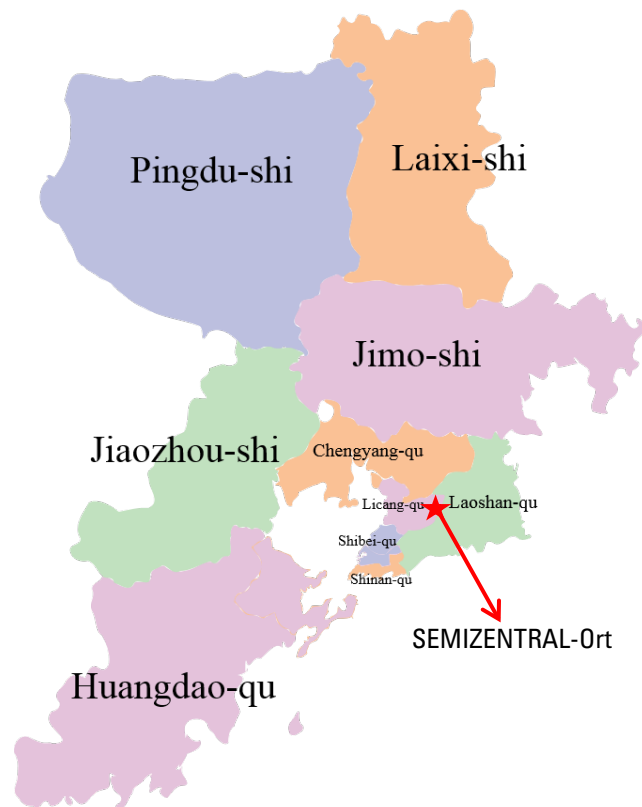 Laixi-shi
Pingdu-shi
Jimo-shi
Jiaozhou-shi
Chengyang-qu
Licang-qu
Laoshan-qu
Shibei-qu
Shinan-qu
SEMIZENTRAL-Ort
Huangdao-qu